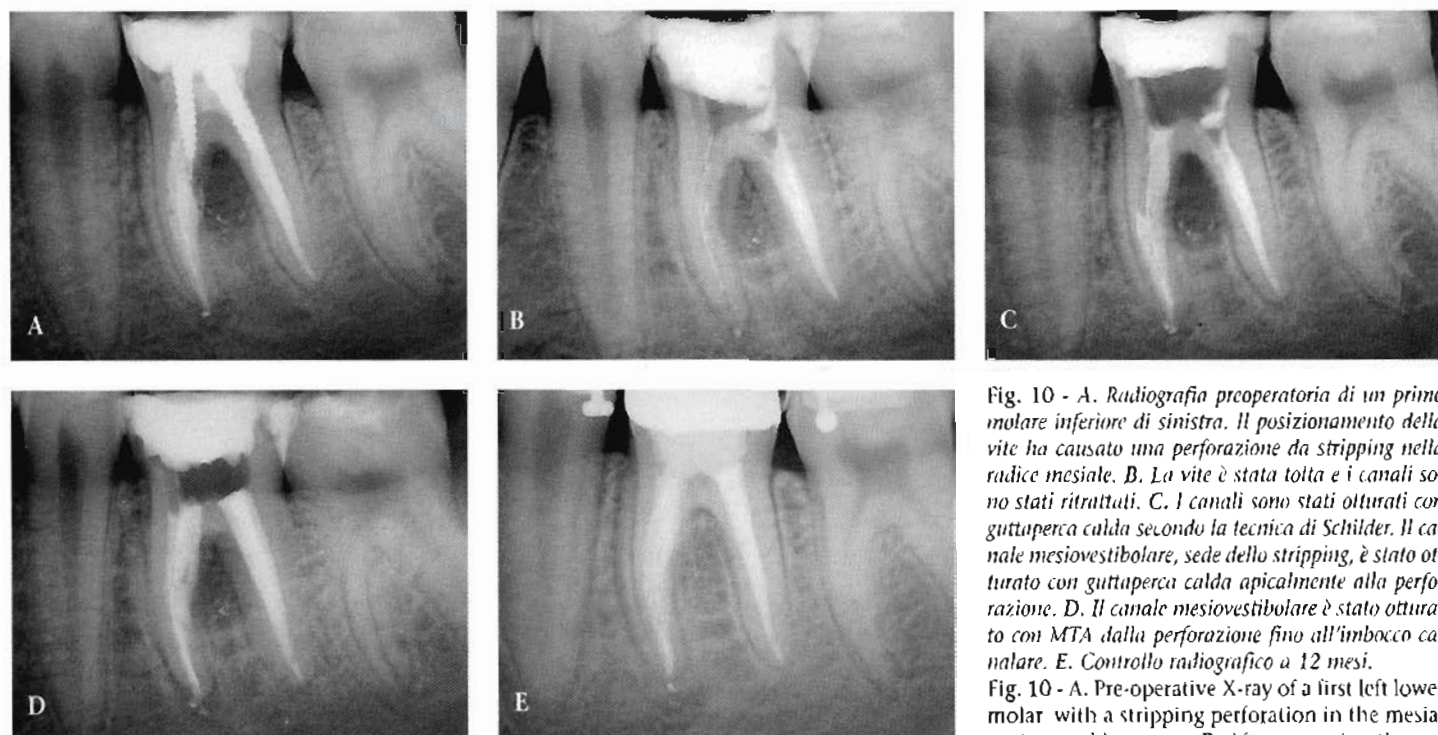 A
B
C
D
E
Fig. 10 - A. Radiografia preoperatoria di un primo
molare inferiore di sinistra. Il posizionamento della
vite ha causato una perforazione da stripping nella
radice mesiale. B. La vite è stata tolta e i canali so
no stati ritrattati. C. I canali sono stati otturati con
guttaperca calda secondo la tecnica di Schilder. Il ca
nale mesiovestibolare, sede dello stripping, è stato ot
turato con guttaperca calda apicalmente alla perfo
razione. D. Il canale mesiovestibolare è stato ottura
to con MTA dalla perforazione fino all'imbocco ca
nalare. E. Controllo radiografico a 12 mesi.
Fig. 10 - A. Pre-operative X-ray of a first left lowe
molar with a stripping perforation in the mesia